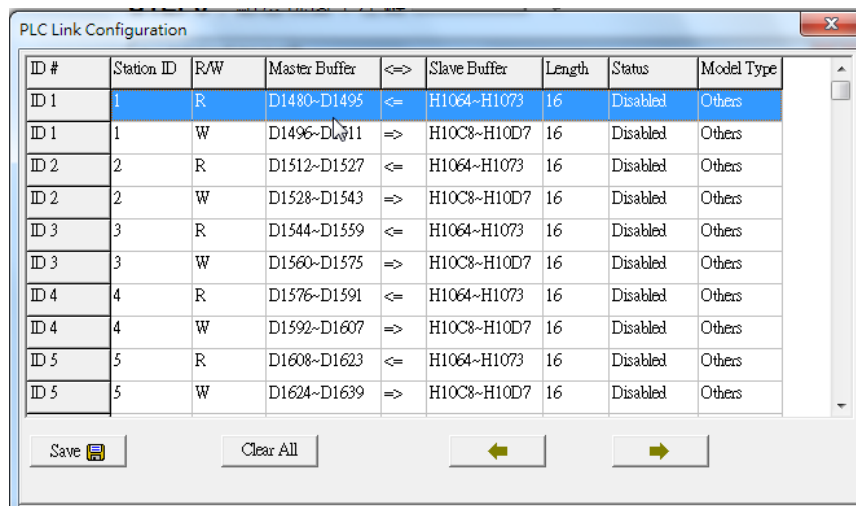 PLC Link Configuration
ID # Station ID R/W Master Buffer <=> Slave Buffer Length Status Model Type
ID 1 1 R D1480~D1495 <= H1064~H1073 16 Disabled Others
ID 1 1 W D1496~D1511 => H10C8~H10D7 16 Disabled Others
ID 2 2 R D1512~D1527 <= H1064~H1073 16 Disabled Others
ID 2 2 W D1528~D1543 => H10C8~H10D7 16 Disabled Others
ID 3 3 R D1544~D1559 <= H1064~H1073 16 Disabled Others
ID 3 3 W D1560~D1575 => H10C8~H10D7 16 Disabled Others
ID 4 4 R D1576~D1591 <= H1064~H1073 16 Disabled Others
ID 4 4 W D1592~D1607 => H10C8~H10D7 16 Disabled Others
ID 5 5 R D1608~D1623 <= H1064~H1073 16 Disabled Others
ID 5 5 W D1624~D1639 => H10C8~H10D7 16 Disabled Others
Save Clear All